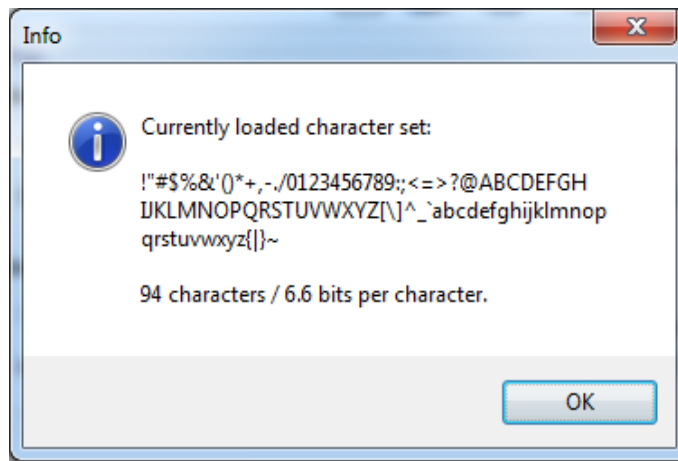 Info
Currently loaded character set:
!"#$%&'()*+,-./0123456789:;<=>?@ABCDEFGH
IJKLMNOPQRSTUVWXYZ[\]^_`abcdefghijklmnop
qrstuvwxyz{|}~
94 characters / 6.6 bits per character.
OK